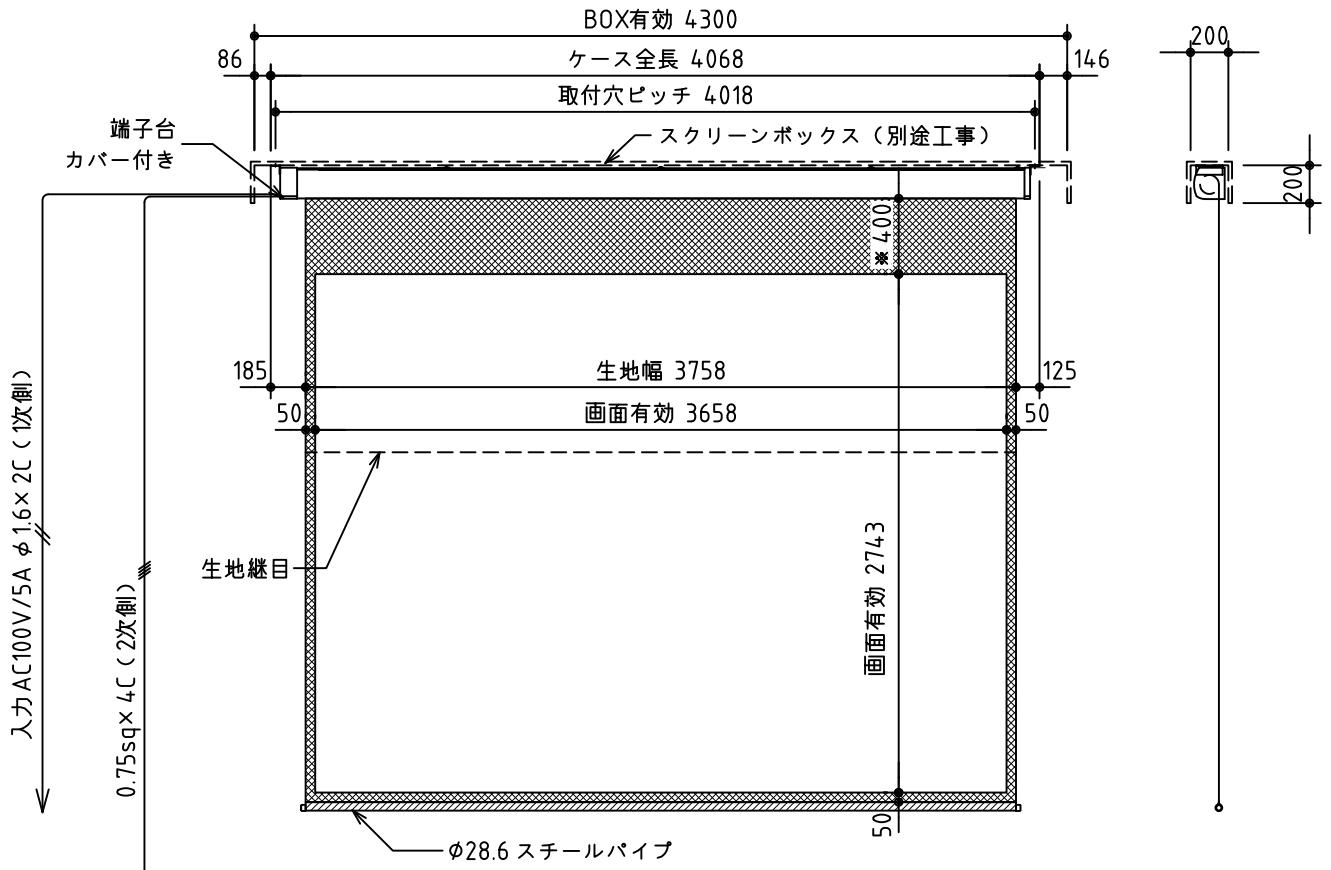 BOX有効 4300
200
86
ケース全長 4068
146
取付穴ピッチ 4018
端子台
カバー付き
スクリーンボックス（別途工事）
200
※ 400
185
生地幅 3758
125
50
画面有効 3658
50
入力AC100V/5A φ1.6×2C（1次側）
画面有効 2743
生地継目
0.75sq×4C（2次側）
50
φ28.6 スチールパイプ